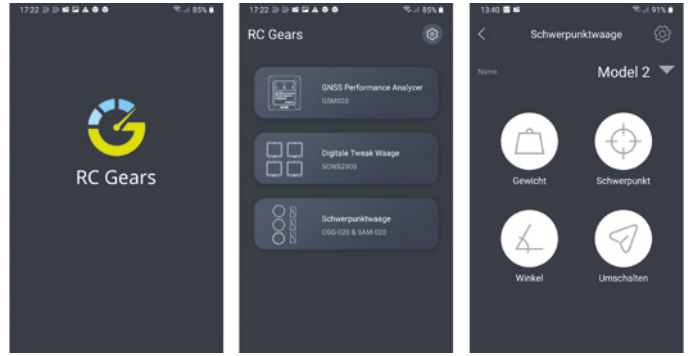 17:22
85%
RC Gears
17:22
85%
RC Gears
GNSS Performance Analyzer
GSM020
Digitale Tweak Waage
SCWS2000
Schwerpunktwaage
CGG-020 & SAM-020
13:40
91%
Schwerpunktwaage
Name
Model 2
Gewicht
Schwerpunkt
Winkel
Umschalten